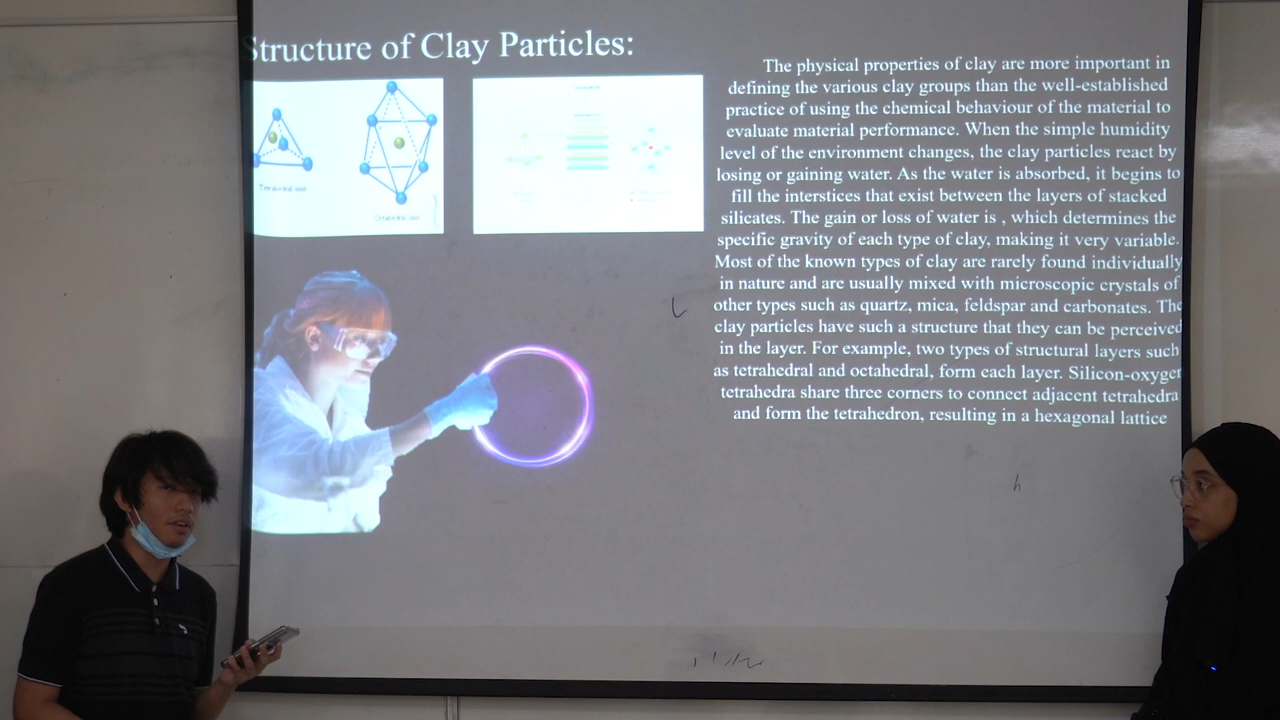 Structure of Clay Particles:
Tetrahedral unit
Octahedral unit
The physical properties of clay are more important in
defining the various clay groups than the well-established
practice of using the chemical behaviour of the material to
evaluate material performance. When the simple humidity
level of the environment changes, the clay particles react by
losing or gaining water. As the water is absorbed, it begins to
fill the interstices that exist between the layers of stacked
silicates. The gain or loss of water is , which determines the
specific gravity of each type of clay, making it very variable.
Most of the known types of clay are rarely found individually
in nature and are usually mixed with microscopic crystals of
other types such as quartz, mica, feldspar and carbonates. The
clay particles have such a structure that they can be perceived
in the layer. For example, two types of structural layers such
as tetrahedral and octahedral, form each layer. Silicon-oxygen
tetrahedra share three corners to connect adjacent tetrahedra
and form the tetrahedron, resulting in a hexagonal lattice